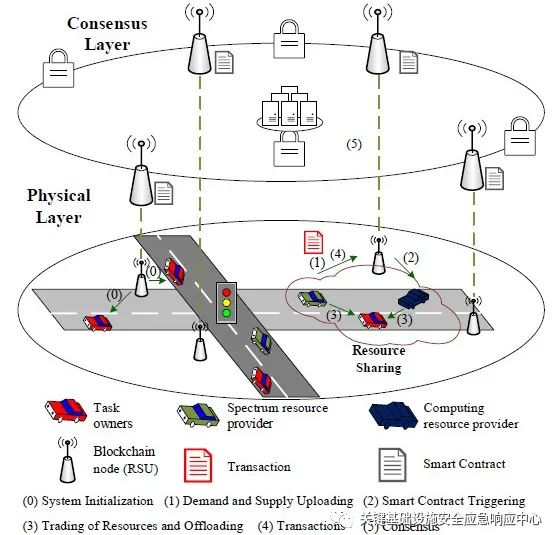 Consensus
Layer
(5)
Physical
Layer
(0)
(0)
(1)
(4)
(2)
(3)
(3)
Resource
Sharing
Task
owners
Spectrum resource
provider
Computing
resource provider
Blockchain
node (RSU)
Transaction
Smart Contract
(0) System Initialization (1) Demand and Supply Uploading (2) Smart Contract Triggering
(3) Trading of Resources and Offloading (4) Transactions (5) Consensus
关键基础设施安全应急响应中心